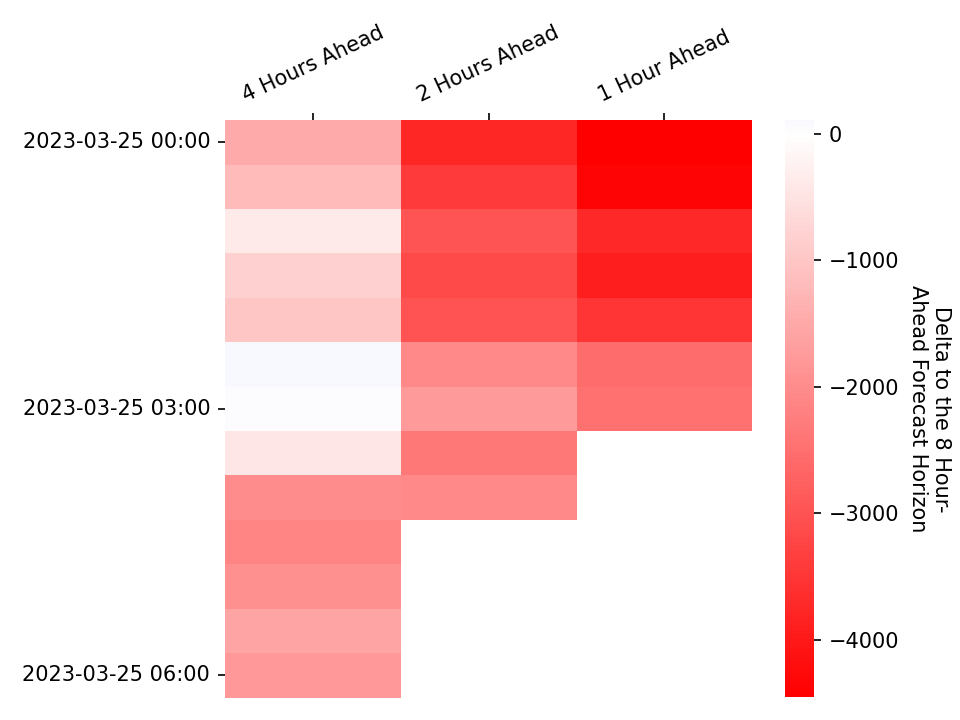 4 Hours Ahead
2 Hours Ahead
1 Hour Ahead
2023-03-25 00:00
2023-03-25 03:00
2023-03-25 06:00
0
−1000
−2000
−3000
−4000
Delta to the 8 Hour-
Ahead Forecast Horizon